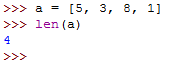 >>> a = [5, 3, 8, 1]
>>> len(a)
4
>>>